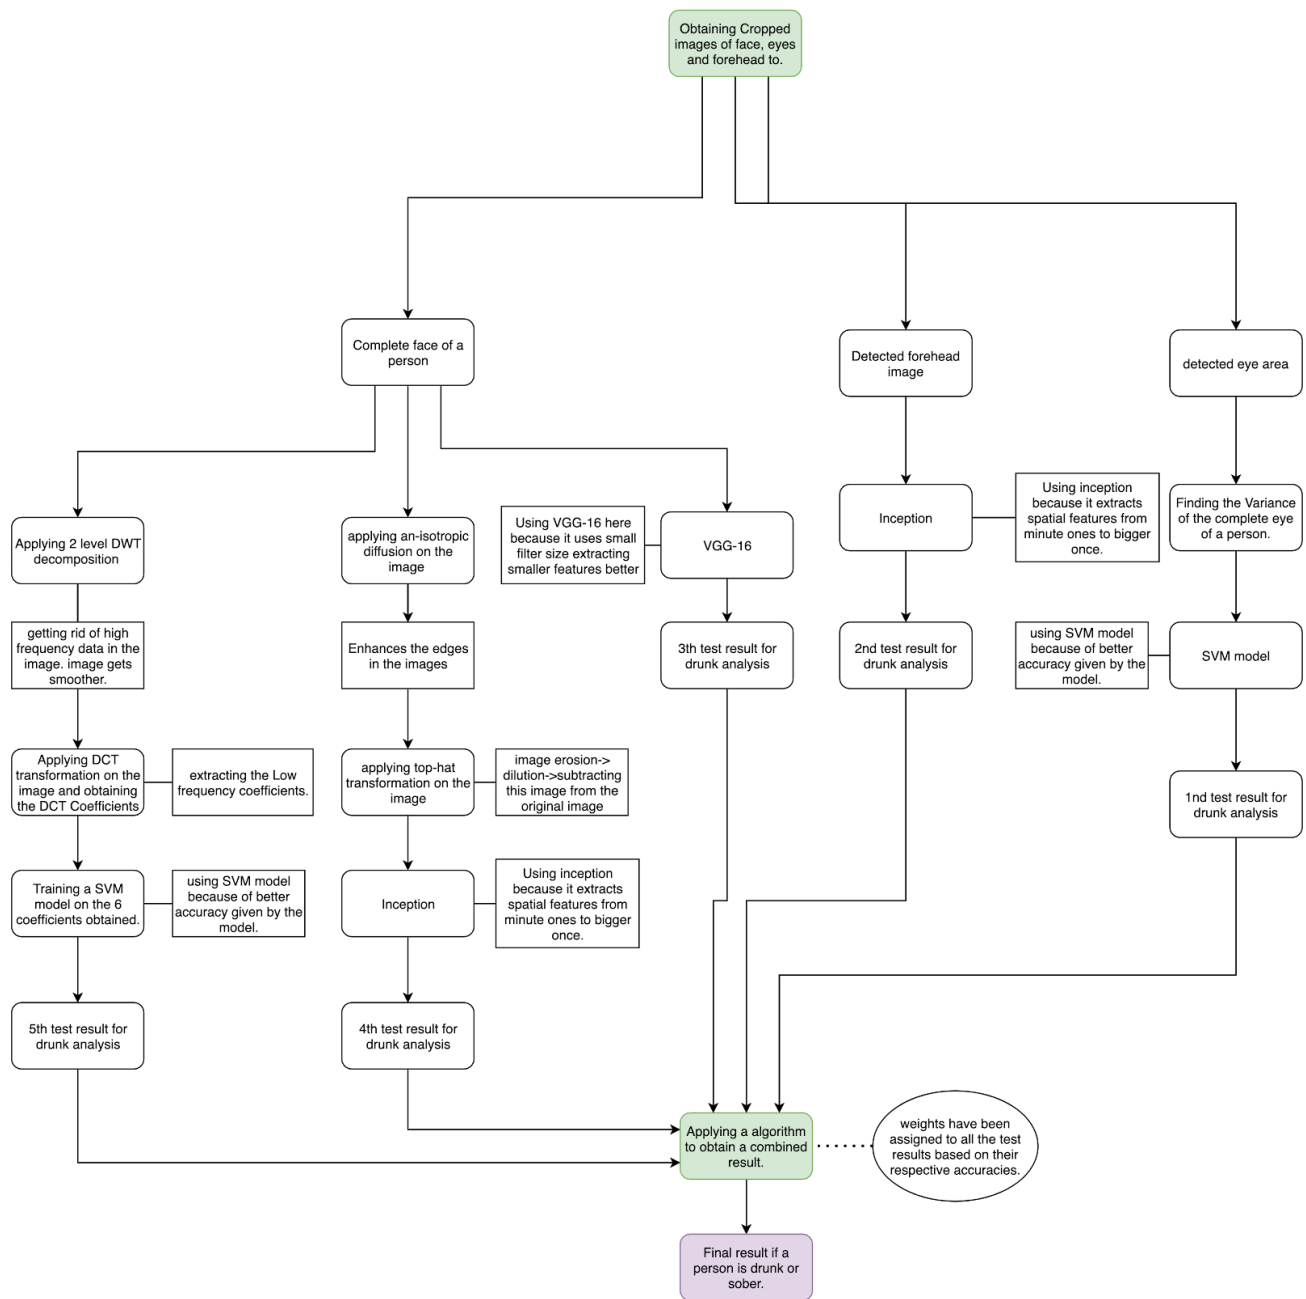 Obtaining Cropped
images of face, eyes
and forehead to.
Complete face of a
person
Detected forehead
image
detected eye area
Applying 2 level DWT
decomposition
applying an-isotropic
diffusion on the
image
Using VGG-16 here
because it uses small
filter size extracting
smaller features better
VGG-16
Inception
Using inception
because it extracts
spatial features from
minute ones to bigger
once.
Finding the Variance
of the complete eye
of a person.
getting rid of high
frequency data in the
image. image gets
smoother.
Enhances the edges
in the images
3th test result for
drunk analysis
2nd test result for
drunk analysis
using SVM model
because of better
accuracy given by the
model.
SVM model
Applying DCT
transformation on the
image and obtaining
the DCT Coefficients
extracting the Low
frequency coefficients.
applying top-hat
transformation on the
image
image erosion->
dilution->subtracting
this image from the
original image
1nd test result for
drunk analysis
Training a SVM
model on the 6
coefficients obtained.
using SVM model
because of better
accuracy given by the
model.
Inception
Using inception
because it extracts
spatial features from
minute ones to bigger
once.
5th test result for
drunk analysis
4th test result for
drunk analysis
Applying a algorithm
to obtain a combined
result.
weights have been
assigned to all the test
results based on their
respective accuracies.
Final result if a
person is drunk or
sober.